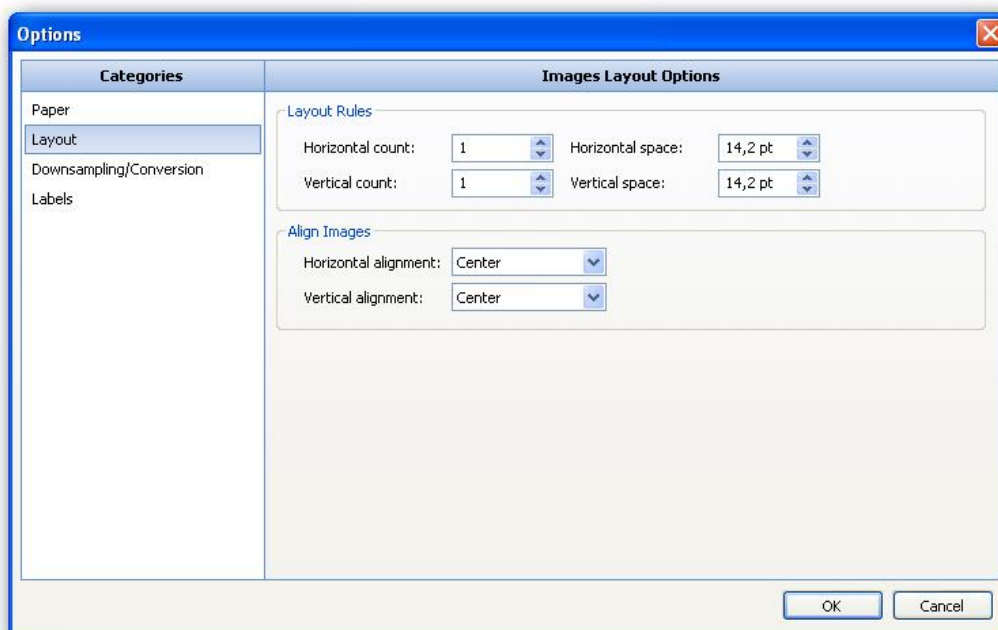 Options
Categories
Images Layout Options
Paper
Layout
Downsampling/Conversion
Labels
Layout Rules
Horizontal count: 1 Horizontal space: 14,2 pt
Vertical count: 1 Vertical space: 14,2 pt
Align Images
Horizontal alignment: Center
Vertical alignment: Center
OK Cancel